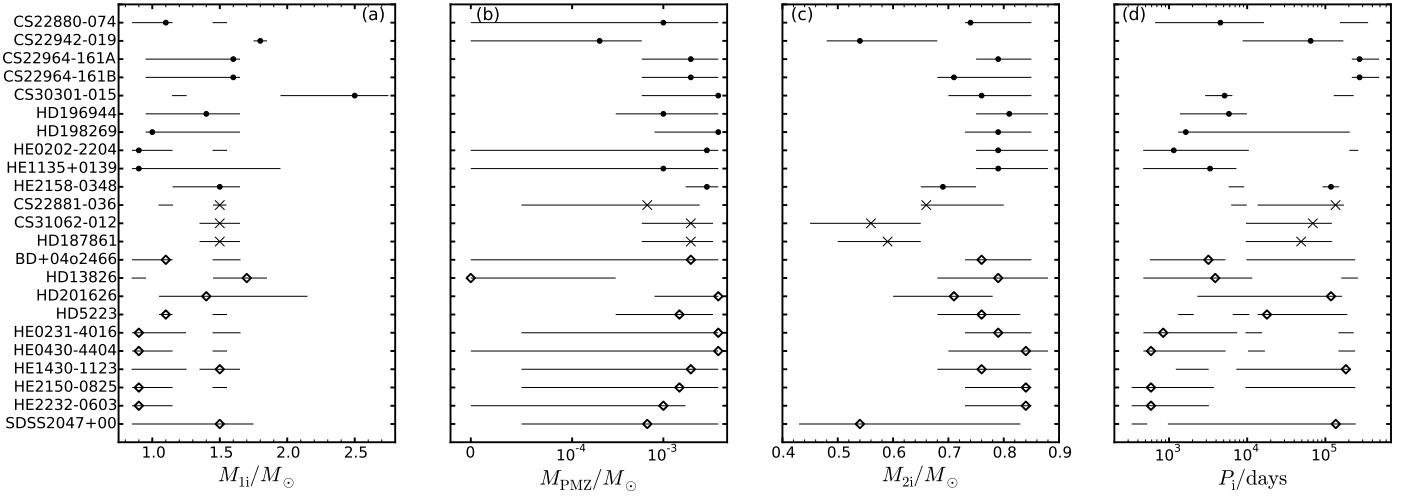 (a) (b) (c) (d)
CS22880-074
CS22942-019
CS22964-161A
CS22964-161B
CS30301-015
HD196944
HD198269
HE0202-2204
HE1135+0139
HE2158-0348
CS22881-036
CS31062-012
HD187861
BD+04o2466
HD13826
HD201626
HD5223
HE0231-4016
HE0430-4404
HE1430-1123
HE2150-0825
HE2232-0603
SDSS2047+00
1.0 1.5 2.0 2.5 0 10⁻⁴ 10⁻³ 0.4 0.5 0.6 0.7 0.8 0.9 10³ 10⁴ 10⁵
M₁ᵢ/M☉ M_PMZ/M☉ M₂ᵢ/M☉ Pᵢ/days